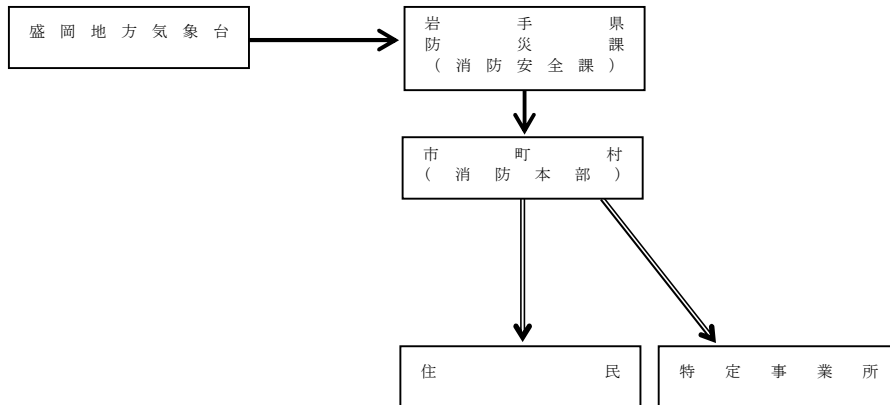 盛岡地方気象台
岩手県
防災課
(消防安全課)
市町村
(消防本部)
住民
特定事業所